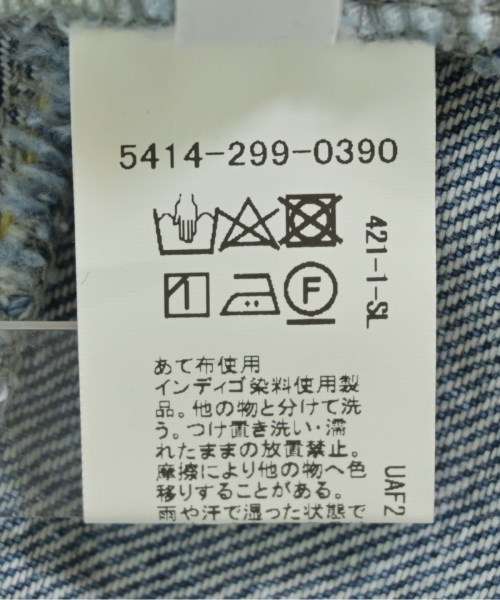 5414-299-0390
421-1-SL
F
あて布使用
インディゴ染料使用製
品。他の物と分けて洗
う。つけ置き洗い・濡
れたままの放置禁止。
摩擦により他の物へ色
移りすることがある。
雨や汗で湿った状態で
UAF2